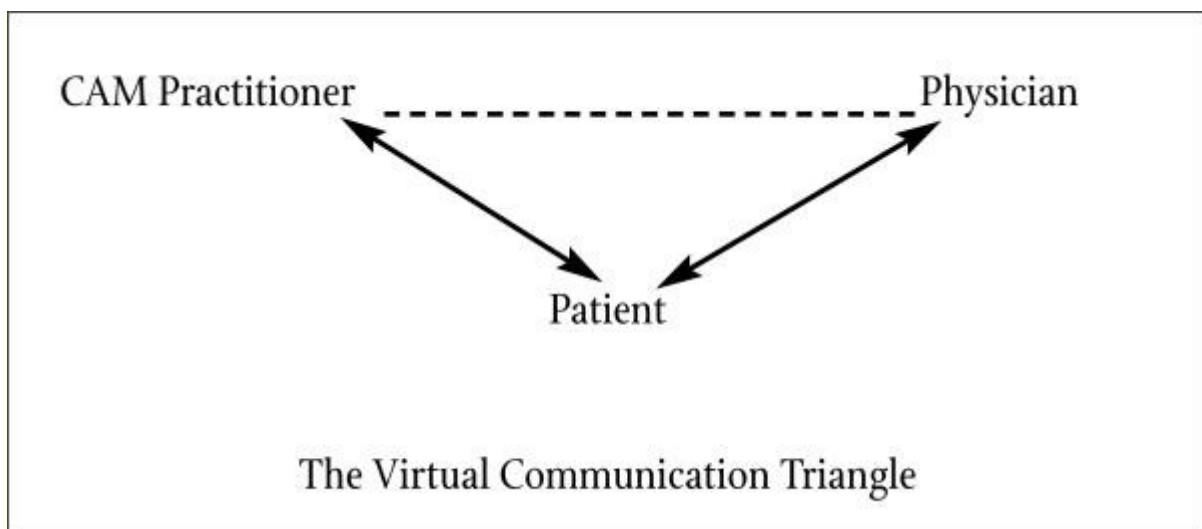 CAM Practitioner
Physician
Patient
The Virtual Communication Triangle